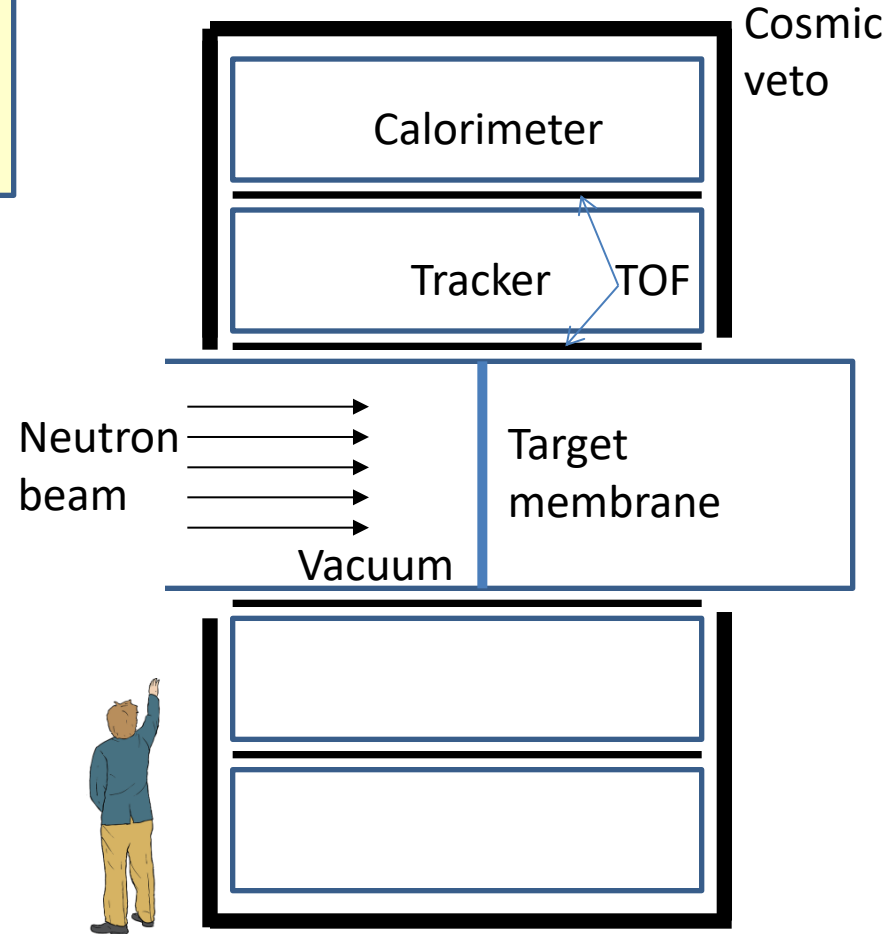 Cosmic
veto
Calorimeter
Tracker
TOF
Neutron
beam
Target
membrane
Vacuum